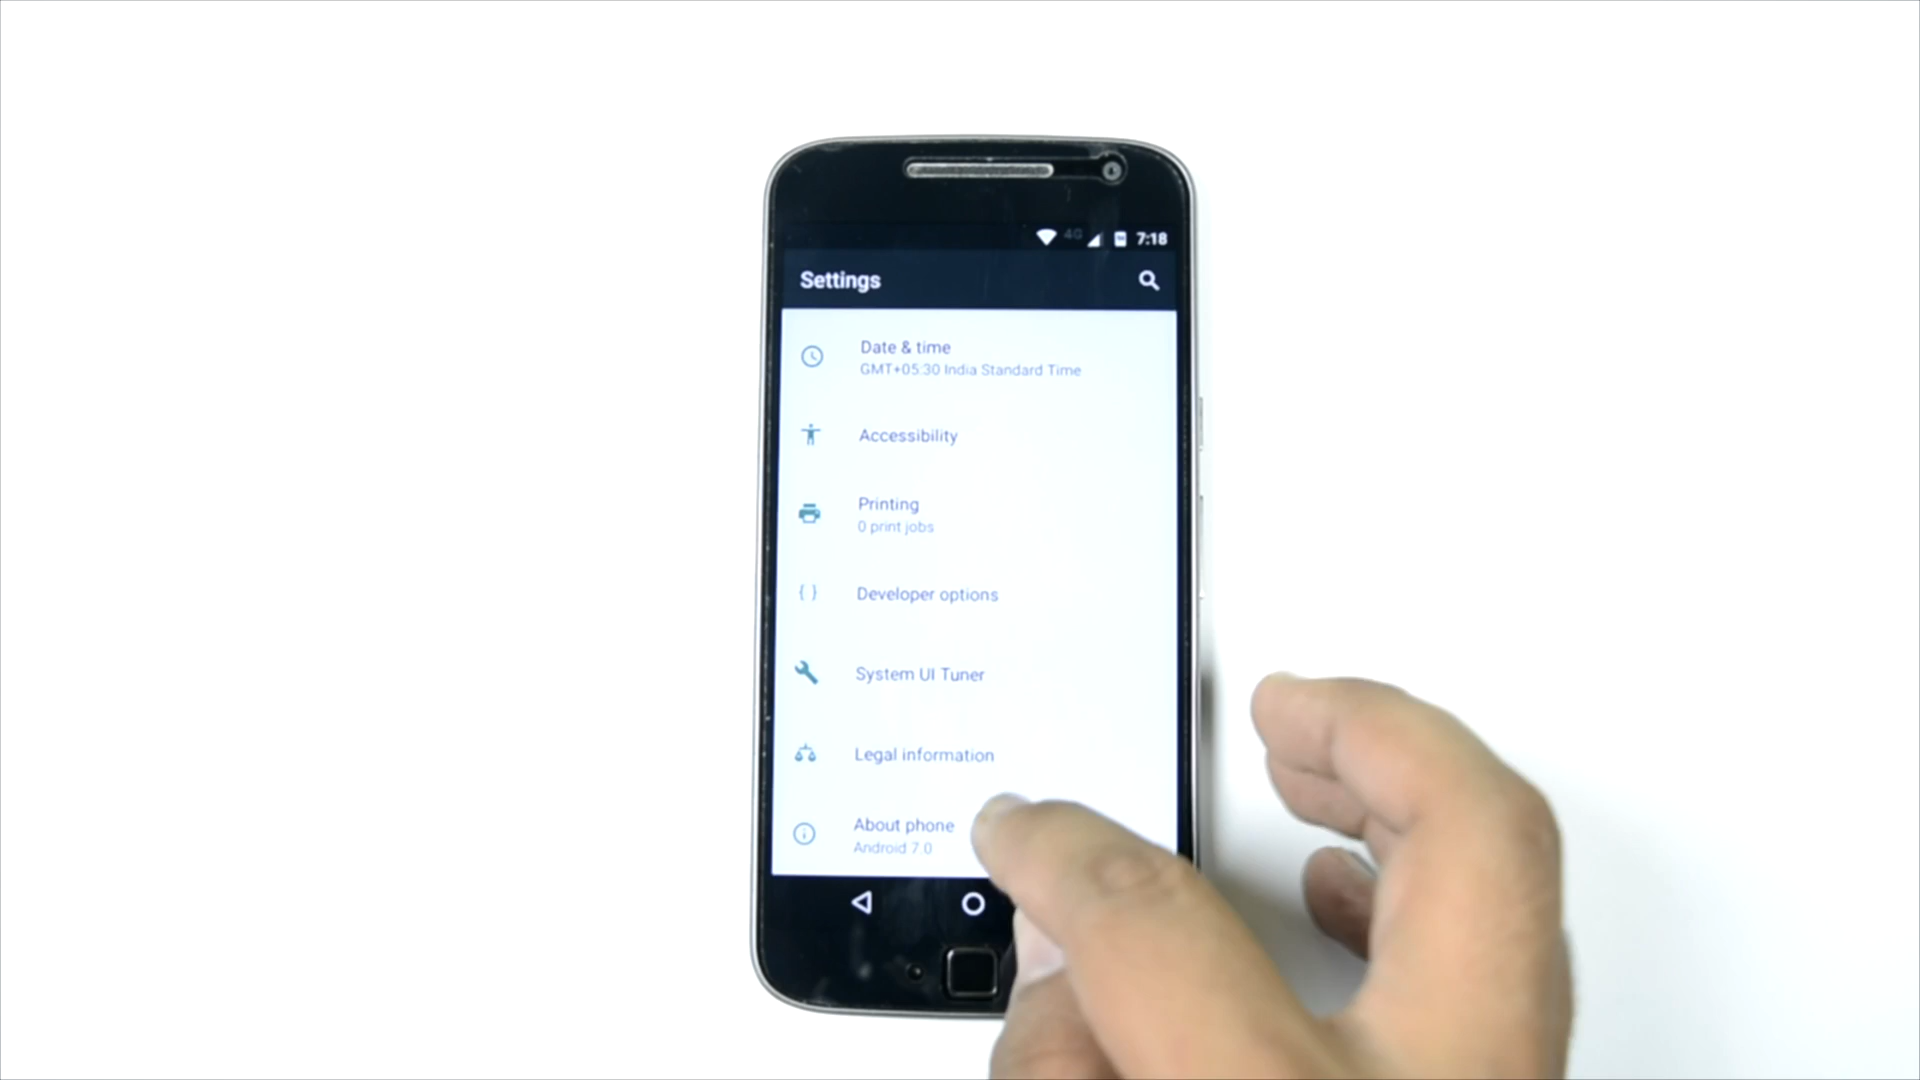 4G 7:18
Settings
Date & time
GMT+05:30 India Standard Time
Accessibility
Printing
0 print jobs
Developer options
System UI Tuner
Legal information
About phone
Android 7.0